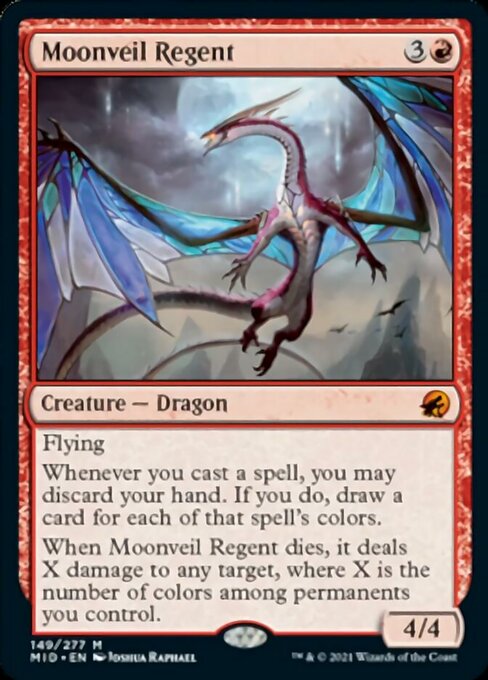 Moonveil Regent 3
Creature — Dragon
Flying
Whenever you cast a spell, you may
discard your hand. If you do, draw a
card for each of that spell's colors.
When Moonveil Regent dies, it deals
X damage to any target, where X is the
number of colors among permanents
you control.
4/4
149/277 M
MID • EN Joshua Raphael
™ & © 2021 Wizards of the Coast